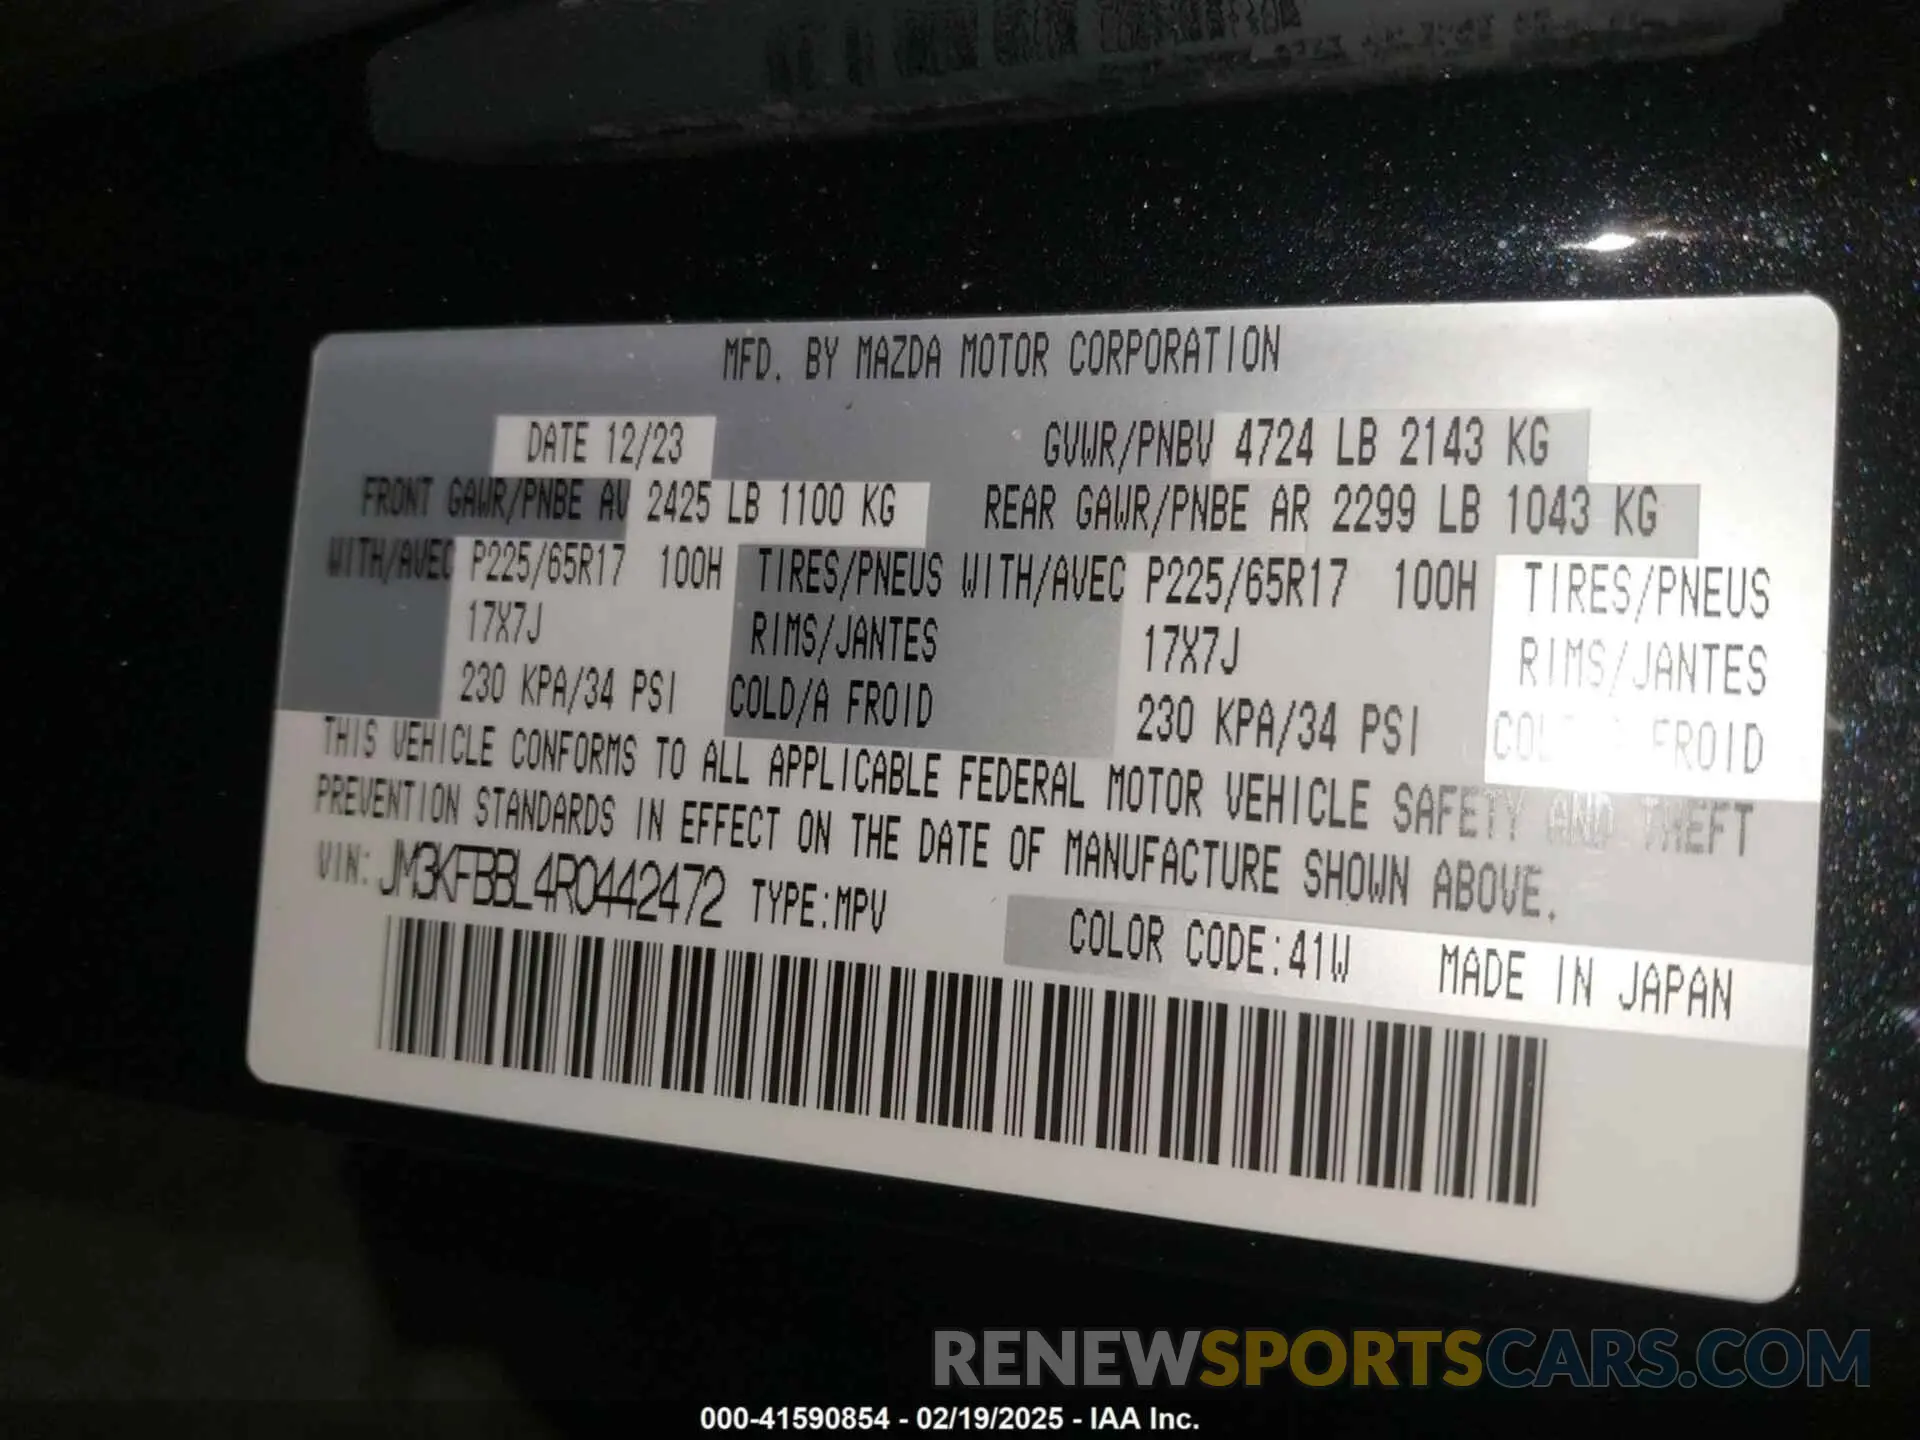 MFD. BY MAZDA MOTOR CORPORATION
DATE 12/23 GVWR/PNBV 4724 LB 2143 KG
FRONT GAWR/PNBE AV 2425 LB 1100 KG REAR GAWR/PNBE AR 2299 LB 1043 KG
WITH/AVEC P225/65R17 100H TIRES/PNEUS WITH/AVEC P225/65R17 100H TIRES/PNEUS
17X7J RIMS/JANTES 17X7J RIMS/JANTES
230 KPA/34 PSI COLD/A FROID 230 KPA/34 PSI COLD/A FROID
THIS VEHICLE CONFORMS TO ALL APPLICABLE FEDERAL MOTOR VEHICLE SAFETY AND THEFT
PREVENTION STANDARDS IN EFFECT ON THE DATE OF MANUFACTURE SHOWN ABOVE.
VIN: JM3KFBBL4R0442472 TYPE:MPV
COLOR CODE:41W MADE IN JAPAN
RENEWSPORTSCARS.COM
000-41590854 - 02/19/2025 - IAA Inc.